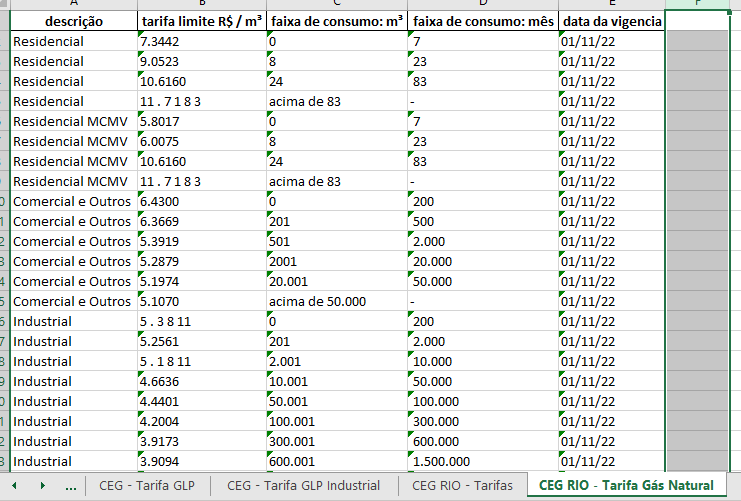 A B C D E F
descrição tarifa limite R$ / m³ faixa de consumo: m³ faixa de consumo: mês data da vigencia
Residencial 7.3442 0 7 01/11/22
Residencial 9.0523 8 23 01/11/22
Residencial 10.6160 24 83 01/11/22
Residencial 11 . 7 1 8 3 acima de 83 - 01/11/22
Residencial MCMV 5.8017 0 7 01/11/22
Residencial MCMV 6.0075 8 23 01/11/22
Residencial MCMV 10.6160 24 83 01/11/22
Residencial MCMV 11 . 7 1 8 3 acima de 83 - 01/11/22
Comercial e Outros 6.4300 0 200 01/11/22
Comercial e Outros 6.3669 201 500 01/11/22
Comercial e Outros 5.3919 501 2.000 01/11/22
Comercial e Outros 5.2879 2001 20.000 01/11/22
Comercial e Outros 5.1974 20.001 50.000 01/11/22
Comercial e Outros 5.1070 acima de 50.000 - 01/11/22
Industrial 5 . 3 8 11 0 200 01/11/22
Industrial 5.2561 201 2.000 01/11/22
Industrial 5 . 1 8 11 2.001 10.000 01/11/22
Industrial 4.6636 10.001 50.000 01/11/22
Industrial 4.4401 50.001 100.000 01/11/22
Industrial 4.2004 100.001 300.000 01/11/22
Industrial 3.9173 300.001 600.000 01/11/22
Industrial 3.9094 600.001 1.500.000 01/11/22
... CEG - Tarifa GLP CEG - Tarifa GLP Industrial CEG RIO - Tarifas CEG RIO - Tarifa Gás Natural